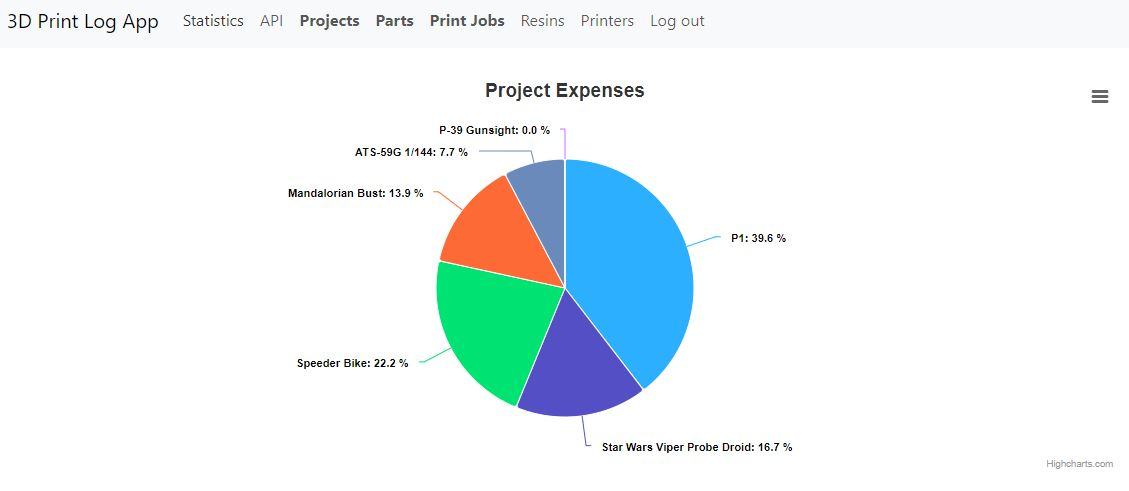 3D Print Log App Statistics API Projects Parts Print Jobs Resins Printers Log out
Project Expenses
P-39 Gunsight: 0.0 %
ATS-59G 1/144: 7.7 %
Mandalorian Bust: 13.9 %
P1: 39.6 %
Speeder Bike: 22.2 %
Star Wars Viper Probe Droid: 16.7 %
Highcharts.com